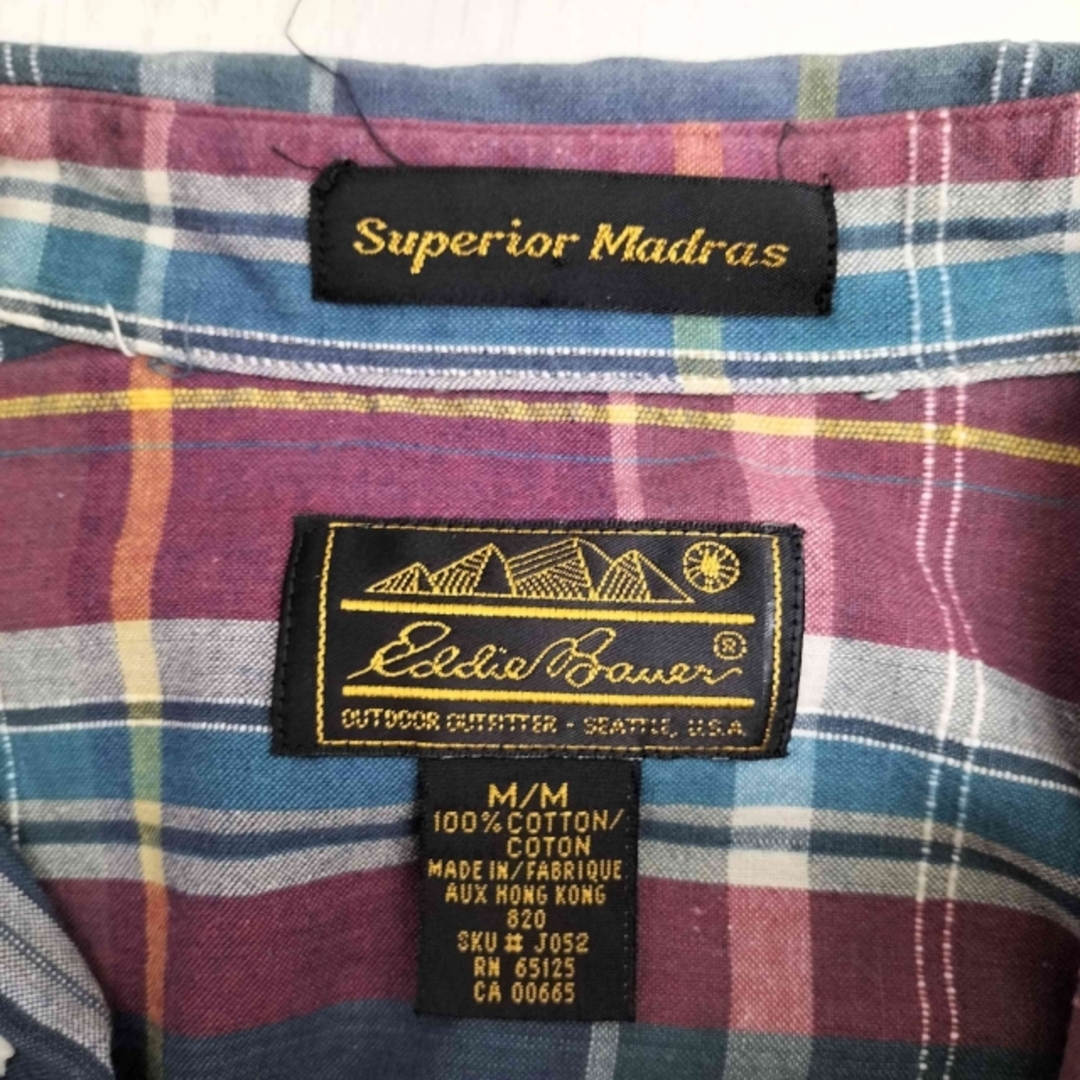 Superior Madras
Eddie Bauer ®
OUTDOOR OUTFITTER - SEATTLE, U.S.A
M/M
100% COTTON/
COTON
MADE IN/FABRIQUE
AUX HONG KONG
820
SKU # J052
RN 65125
CA 00665